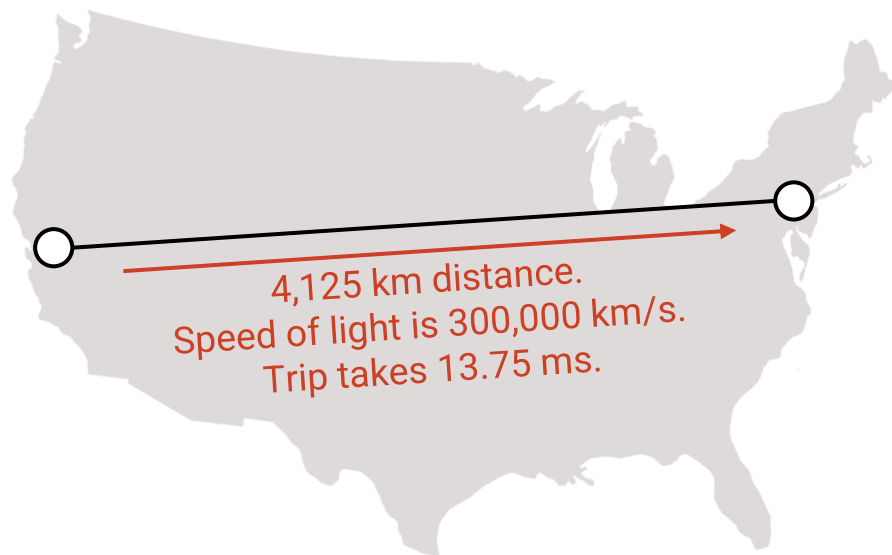 4,125 km distance.
Speed of light is 300,000 km/s.
Trip takes 13.75 ms.